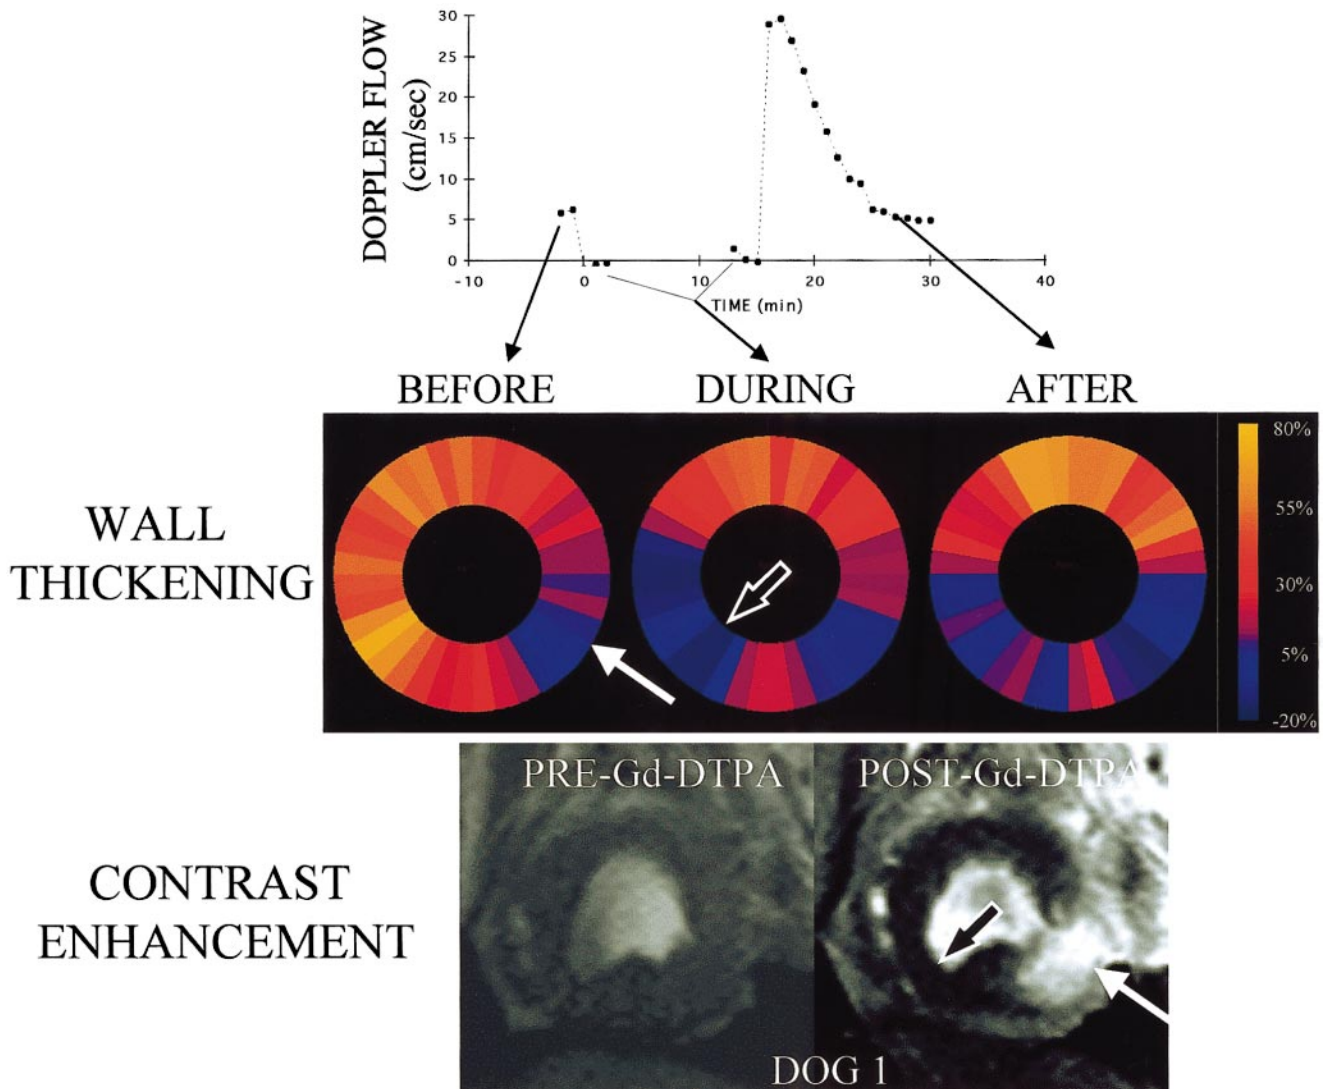 DOPPLER FLOW
(cm/sec)
30
25
20
15
10
5
0
-10
0
10
20
30
40
TIME (min)
BEFORE
DURING
AFTER
WALL
THICKENING
80%
55%
30%
5%
-20%
PRE-Gd-DTPA
POST-Gd-DTPA
CONTRAST
ENHANCEMENT
DOG 1